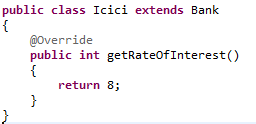 public class Icici extends Bank
{
    @Override
    public int getRateOfInterest()
    {
        return 8;
    }
}